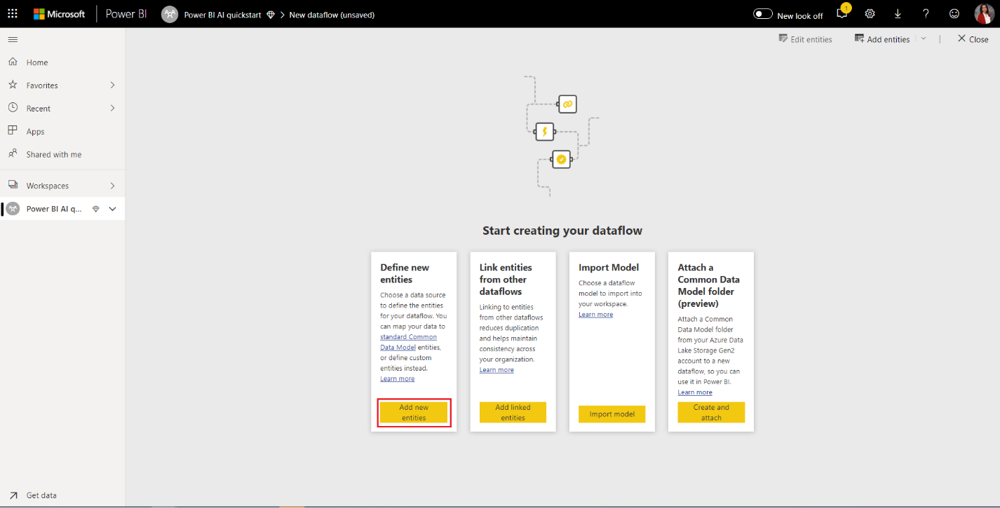 Microsoft Power BI Power BI AI quickstart > New dataflow (unsaved) New look off 1 ?
Edit entities Add entities | Close
Home
Favorites
Recent
Apps
Shared with me
Workspaces
Power BI AI q...
Get data
Start creating your dataflow
Define new
entities
Choose a data source
to define the entities
for your dataflow. You
can map your data to
standard Common
Data Model entities,
or define custom
entities instead.
Learn more
Add new
entities
Link entities
from other
dataflows
Linking to entities
from other dataflows
reduces duplication
and helps maintain
consistency across
your organization.
Learn more
Add linked
entities
Import Model
Choose a dataflow
model to import into
your workspace.
Learn more
Import model
Attach a
Common Data
Model folder
(preview)
Attach a Common
Data Model folder
from your Azure Data
Lake Storage Gen2
account to a new
dataflow, so you can
use it in Power BI.
Learn more
Create and
attach